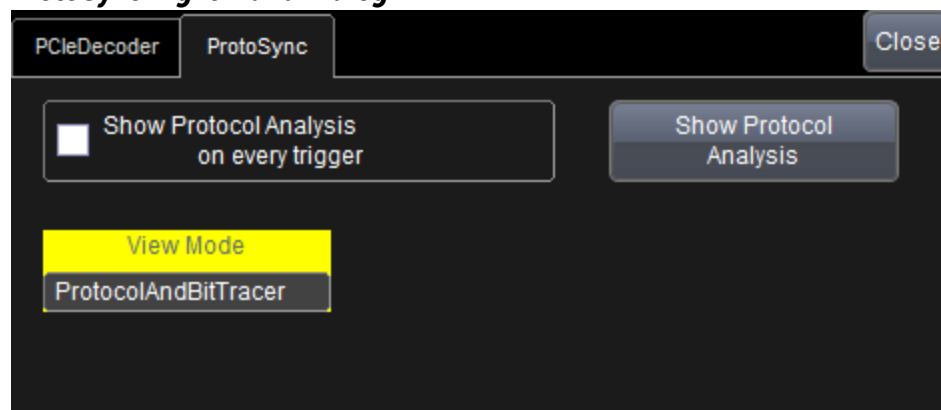 PCIeDecoder
ProtoSync
Close
Show Protocol Analysis
on every trigger
Show Protocol
Analysis
View Mode
ProtocolAndBitTracer